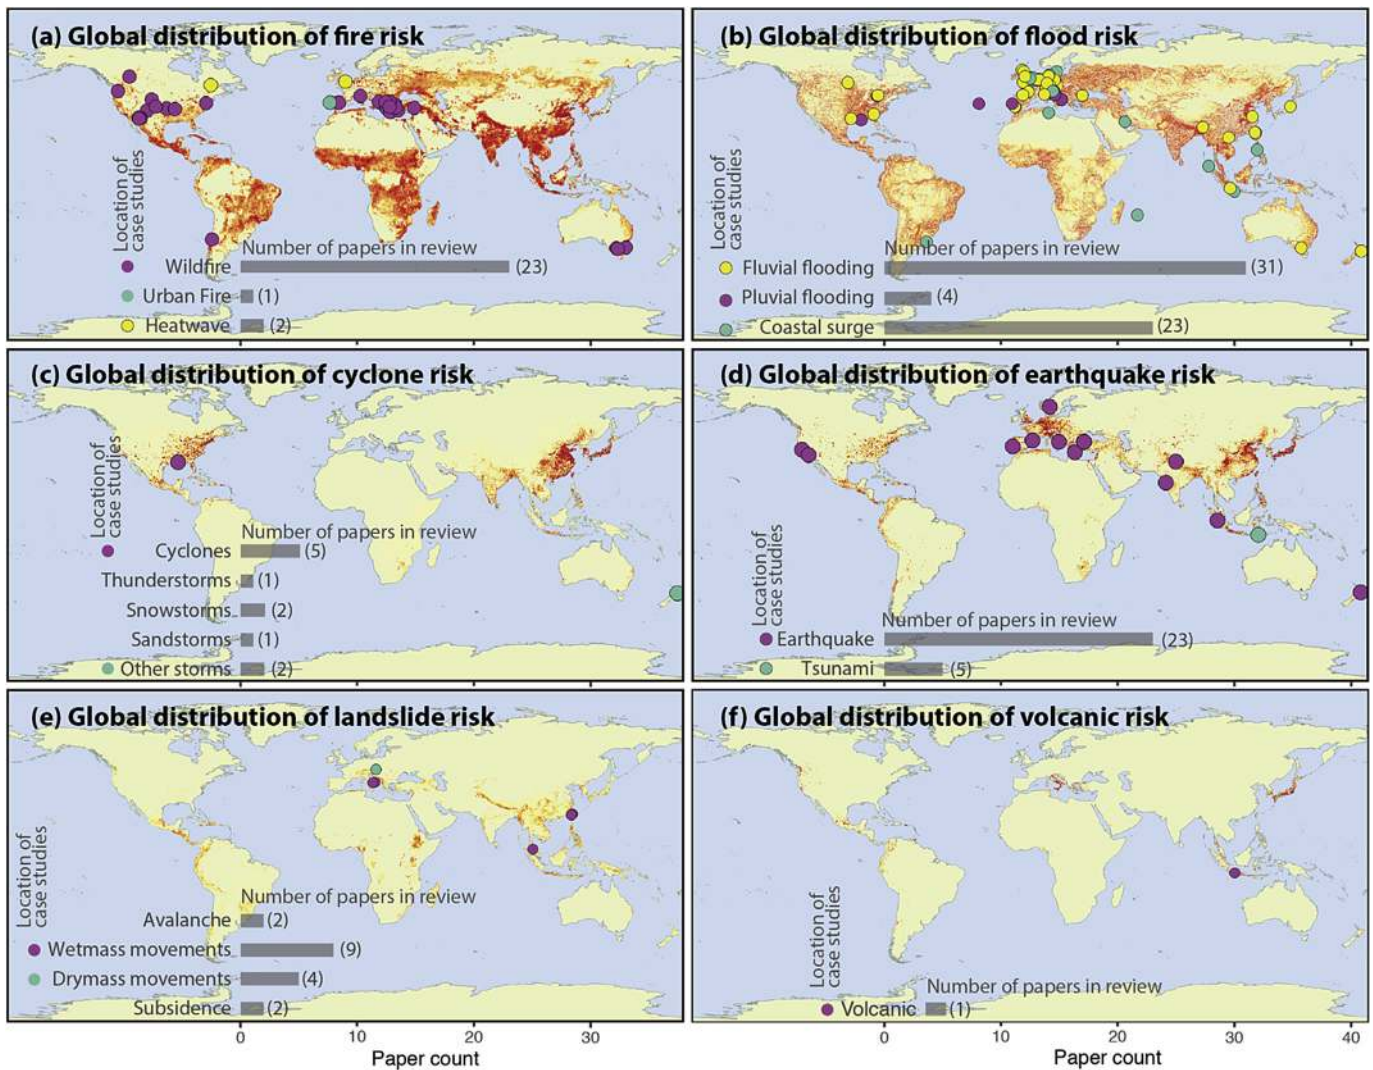 (a) Global distribution of fire risk
Location of
case studies
Number of papers in review
Wildfire (23)
Urban Fire (1)
Heatwave (2)
(b) Global distribution of flood risk
Location of
case studies
Number of papers in review
Fluvial flooding (31)
Pluvial flooding (4)
Coastal surge (23)
(c) Global distribution of cyclone risk
Location of
case studies
Number of papers in review
Cyclones (5)
Thunderstorms (1)
Snowstorms (2)
Sandstorms (1)
Other storms (2)
(d) Global distribution of earthquake risk
Location of
case studies
Number of papers in review
Earthquake (23)
Tsunami (5)
(e) Global distribution of landslide risk
Location of
case studies
Number of papers in review
Avalanche (2)
Wetmass movements (9)
Drymass movements (4)
Subsidence (2)
0 10 20 30
Paper count
(f) Global distribution of volcanic risk
Location of
case studies
Number of papers in review
Volcanic (1)
0 10 20 30 40
Paper count